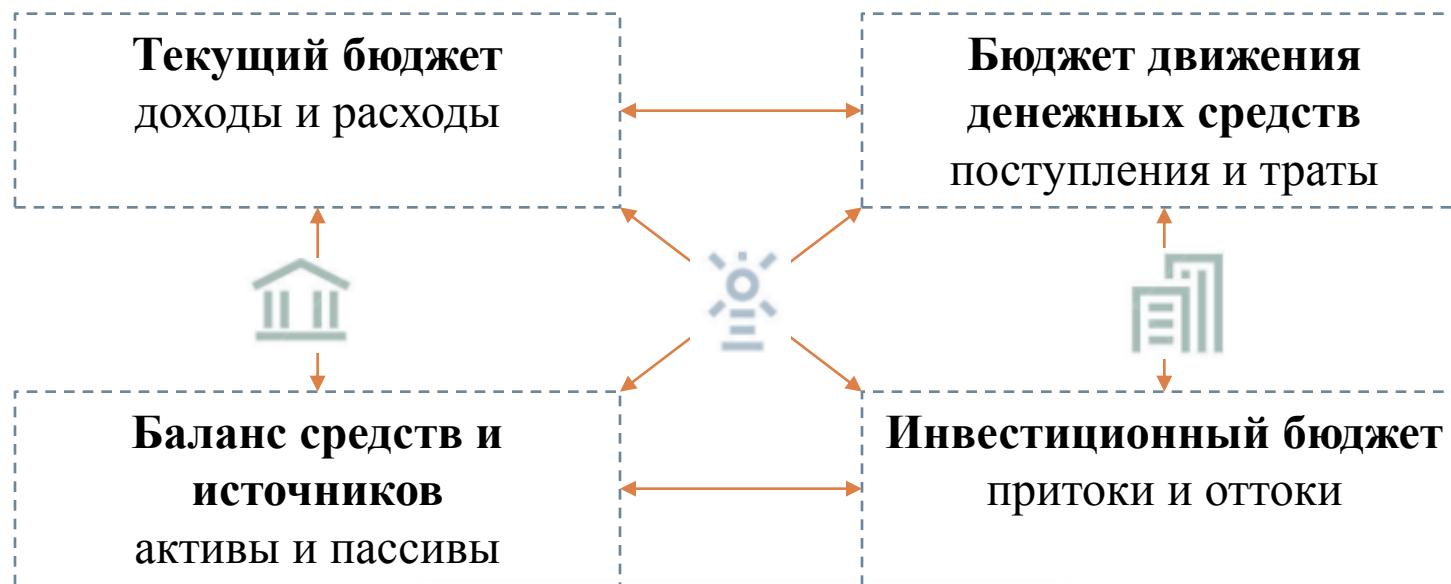 Текущий бюджет
доходы и расходы
Бюджет движения
денежных средств
поступления и траты
Баланс средств и
источников
активы и пассивы
Инвестиционный бюджет
притоки и оттоки